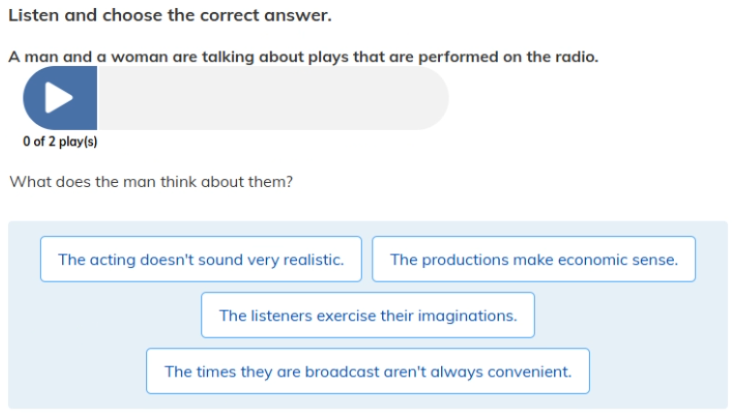 Listen and choose the correct answer.
A man and a woman are talking about plays that are performed on the radio.
0 of 2 play(s)
What does the man think about them?
The acting doesn't sound very realistic.
The productions make economic sense.
The listeners exercise their imaginations.
The times they are broadcast aren't always convenient.